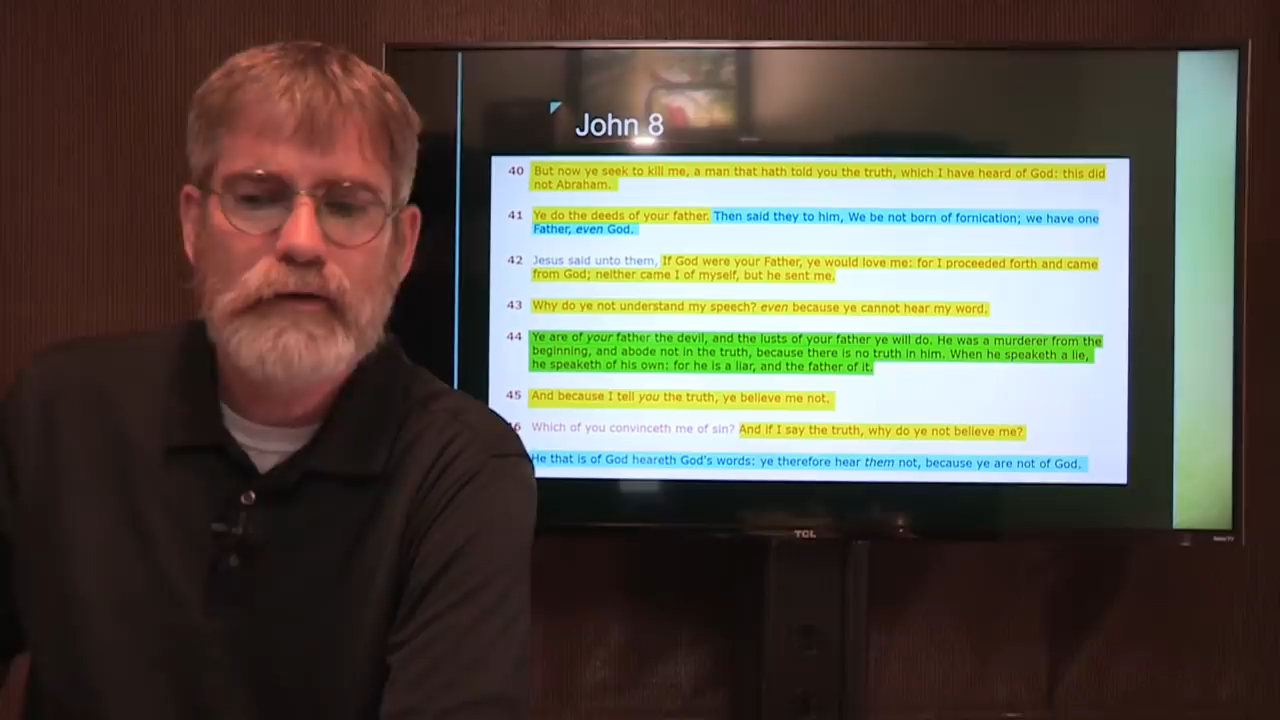 John 8
40 But now ye seek to kill me, a man that hath told you the truth, which I have heard of God: this did
not Abraham.
41 Ye do the deeds of your father. Then said they to him, We be not born of fornication; we have one
Father, even God.
42 Jesus said unto them, If God were your Father, ye would love me: for I proceeded forth and came
from God; neither came I of myself, but he sent me.
43 Why do ye not understand my speech? even because ye cannot hear my word.
44 Ye are of your father the devil, and the lusts of your father ye will do. He was a murderer from the
beginning, and abode not in the truth, because there is no truth in him. When he speaketh a lie,
he speaketh of his own: for he is a liar, and the father of it.
45 And because I tell you the truth, ye believe me not.
6 Which of you convinceth me of sin? And if I say the truth, why do ye not believe me?
He that is of God heareth God's words: ye therefore hear them not, because ye are not of God.
TCL
Roku TV